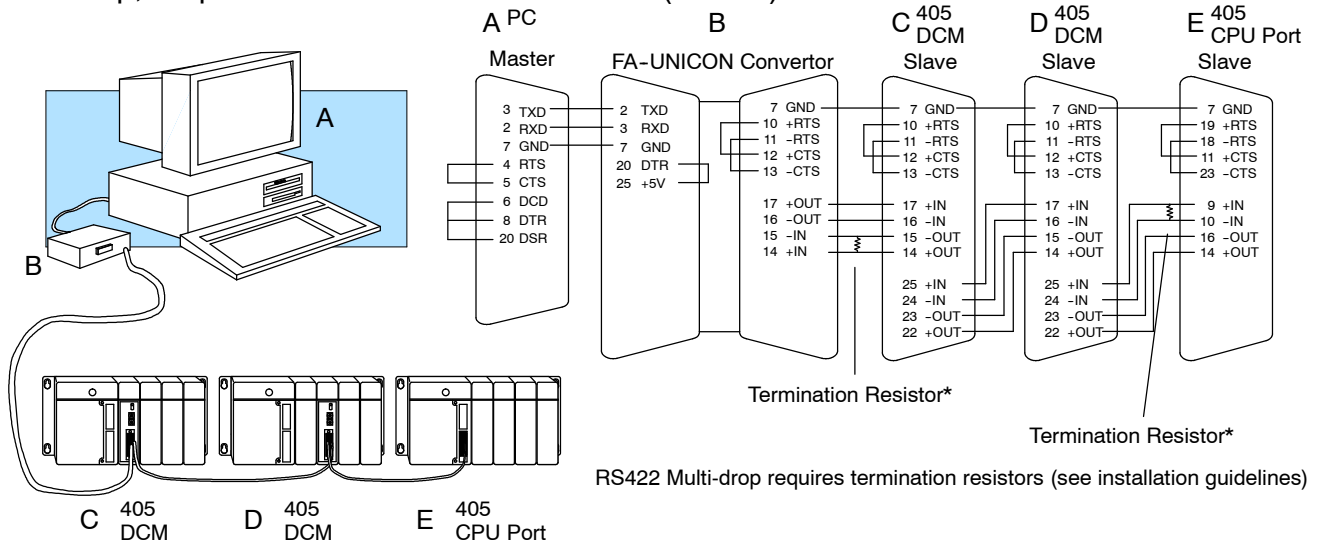 A PC
Master
3 TXD
2 RXD
7 GND
4 RTS
5 CTS
6 DCD
8 DTR
20 DSR
B
FA-UNICON Convertor
2 TXD
3 RXD
7 GND
20 DTR
25 +5V
7 GND
10 +RTS
11 -RTS
12 +CTS
13 -CTS
17 +OUT
16 -OUT
15 -IN
14 +IN
C 405
DCM
Slave
7 GND
10 +RTS
11 -RTS
12 +CTS
13 -CTS
17 +IN
16 -IN
15 -OUT
14 +OUT
25 +IN
24 -IN
23 -OUT
22 +OUT
D 405
DCM
Slave
7 GND
10 +RTS
11 -RTS
12 +CTS
13 -CTS
17 +IN
16 -IN
15 -OUT
14 +OUT
25 +IN
24 -IN
23 -OUT
22 +OUT
E 405
CPU Port
Slave
7 GND
19 +RTS
18 -RTS
11 +CTS
23 -CTS
9 +IN
10 -IN
16 -OUT
14 +OUT
A
B
Termination Resistor*
Termination Resistor*
RS422 Multi-drop requires termination resistors (see installation guidelines)
C 405
DCM
D 405
DCM
E 405
CPU Port